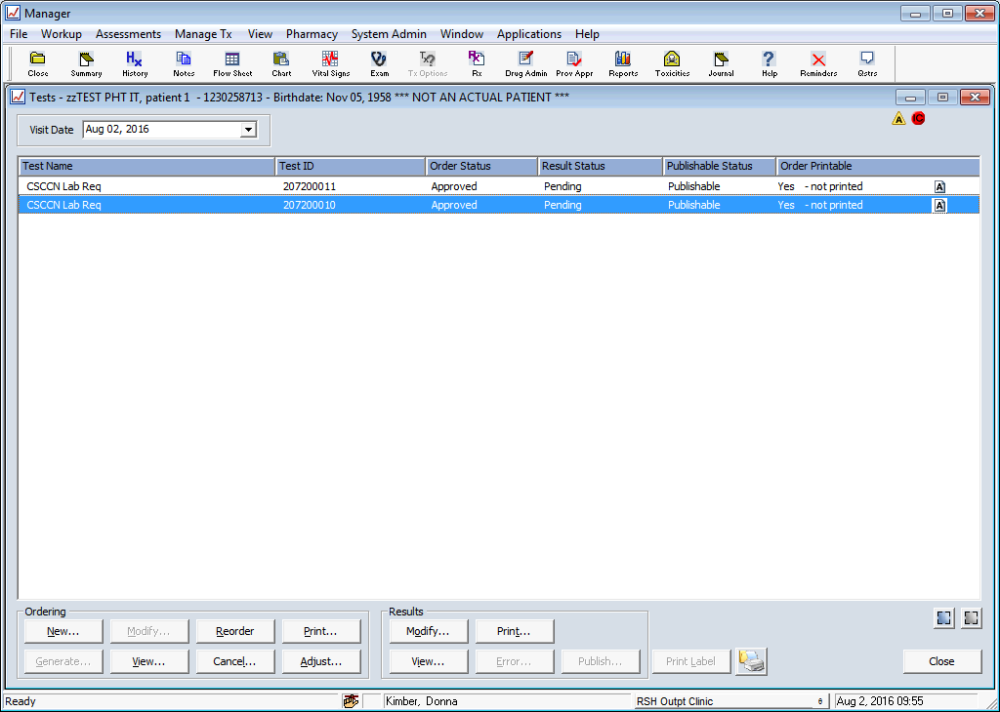 Manager
File Workup Assessments Manage Tx View Pharmacy System Admin Window Applications Help
Hx Tx? Rx ?
Close Summary History Notes Flow Sheet Chart Vital Signs Exam Tx Options Rx Drug Admin Prov Appr Reports Toxicities Journal Help Reminders Qstrs
Tests - zzTEST PHT IT, patient 1 - 1230258713 - Birthdate: Nov 05, 1958 *** NOT AN ACTUAL PATIENT ***
Visit Date Aug 02, 2016 A C
Test Name Test ID Order Status Result Status Publishable Status Order Printable
CSCCN Lab Req 207200011 Approved Pending Publishable Yes - not printed A
CSCCN Lab Req 207200010 Approved Pending Publishable Yes - not printed A
Ordering Results
New... Modify... Reorder Print... Modify... Print...
Generate... View... Cancel... Adjust... View... Error... Publish... Print Label Close
Ready Kimber, Donna RSH Outpt Clinic Aug 2, 2016 09:55